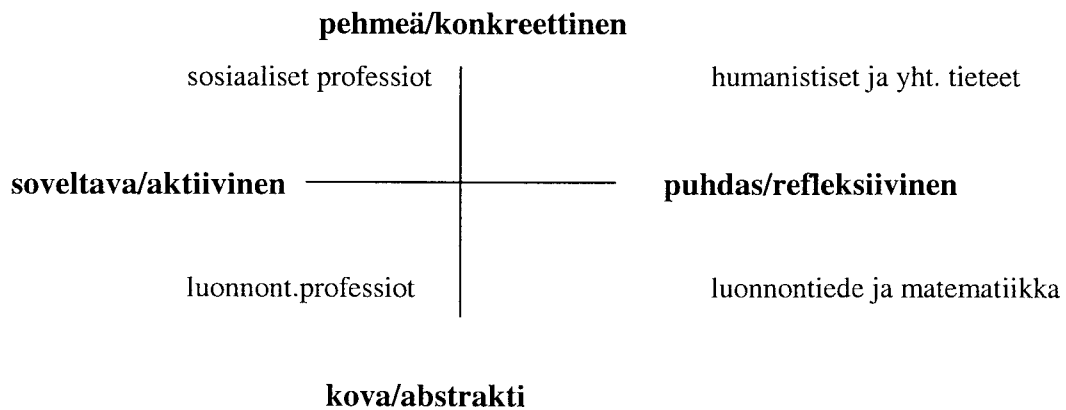 pehmeä/konkreettinen
sosiaaliset professiot
humanistiset ja yht. tieteet
soveltava/aktiivinen
puhdas/refleksiivinen
luonnont.professiot
luonnontiede ja matematiikka
kova/abstrakti